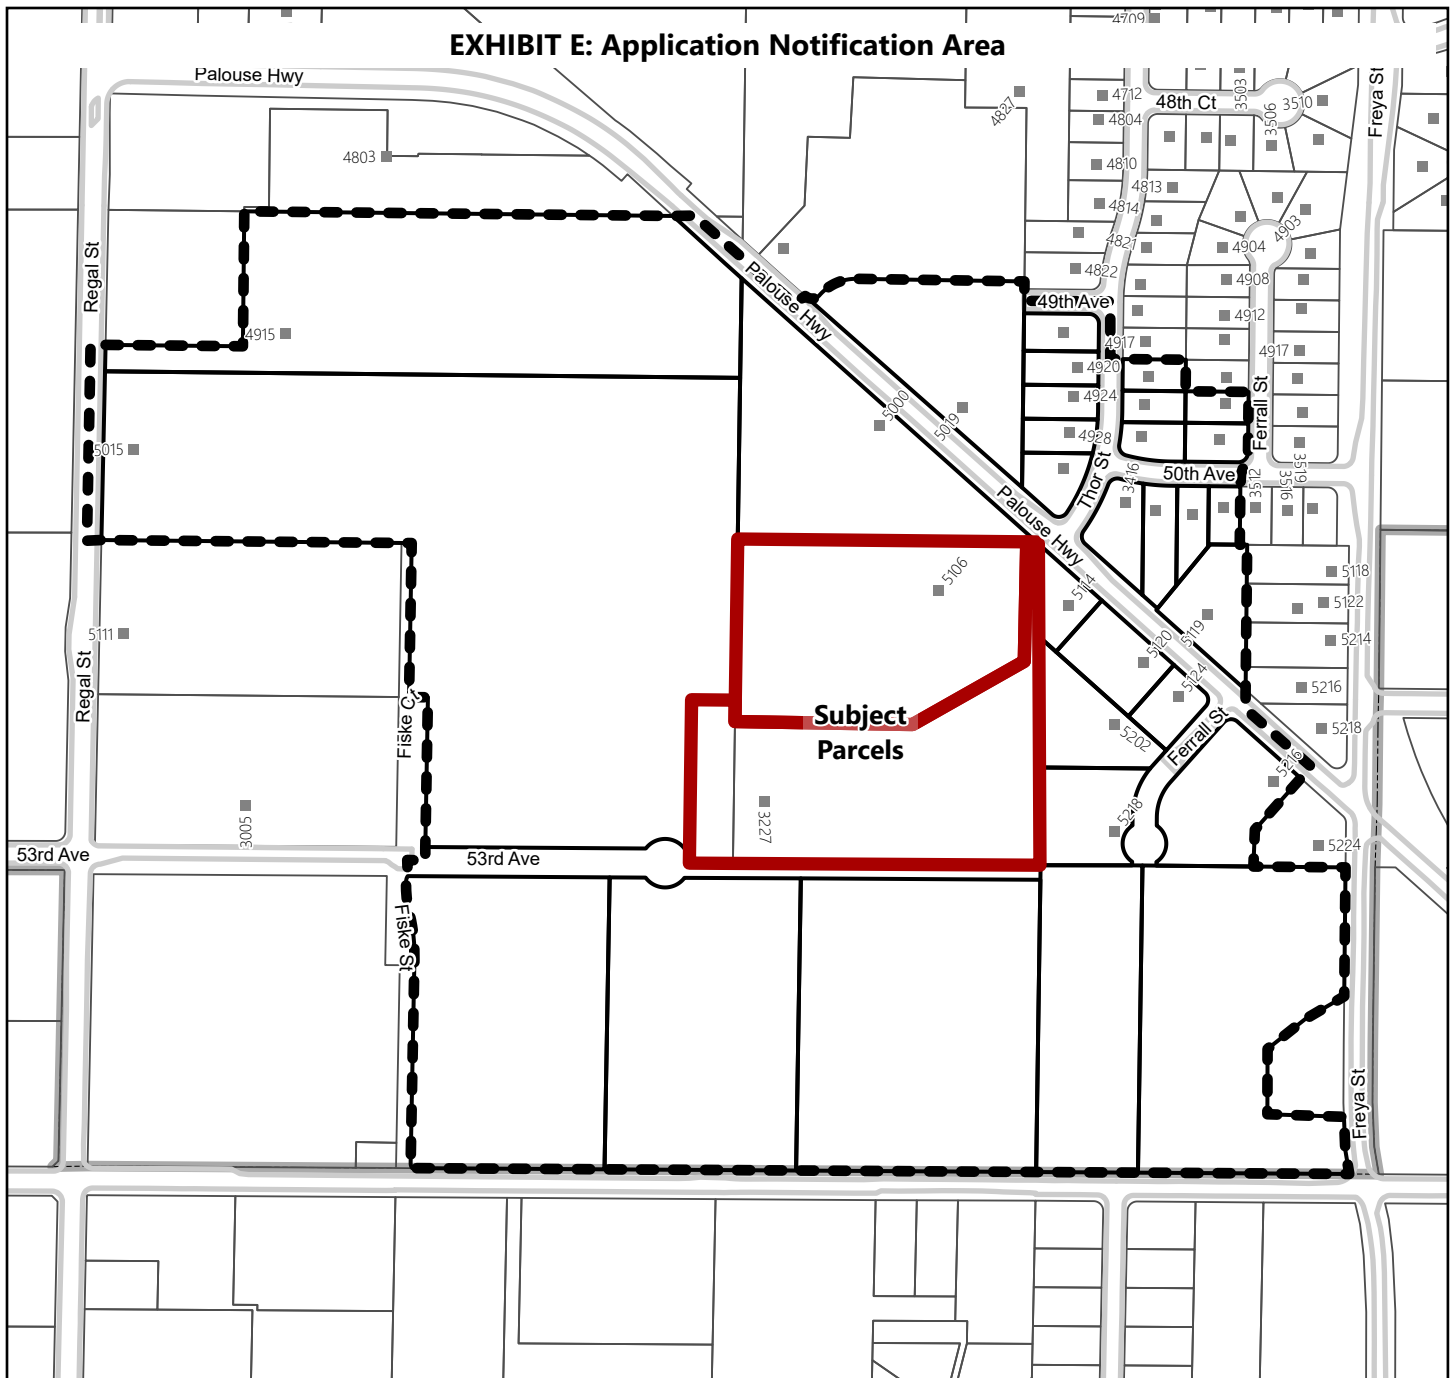 4709
EXHIBIT E: Application Notification Area
Palouse Hwy
4827
4712
48th Ct
3503
3510
Freya St
4804
3506
4803
4810
4813
4814
4903
4821
4904
Regal St
4822
4908
Palouse Hwy
49th Ave
4912
4915
4917
4917
4920
5000
5019
4924
Ferrall St
4928
5015
Thor St
3416
50th Ave
3512
3516
3519
Palouse Hwy
5106
5114
5118
5122
5111
5120
5119
5214
Regal St
5124
5216
Fiske Ct
Subject
Parcels
5202
Ferrall St
5218
5216
3005
3227
5218
5224
53rd Ave
53rd Ave
Fiske St
Freya St